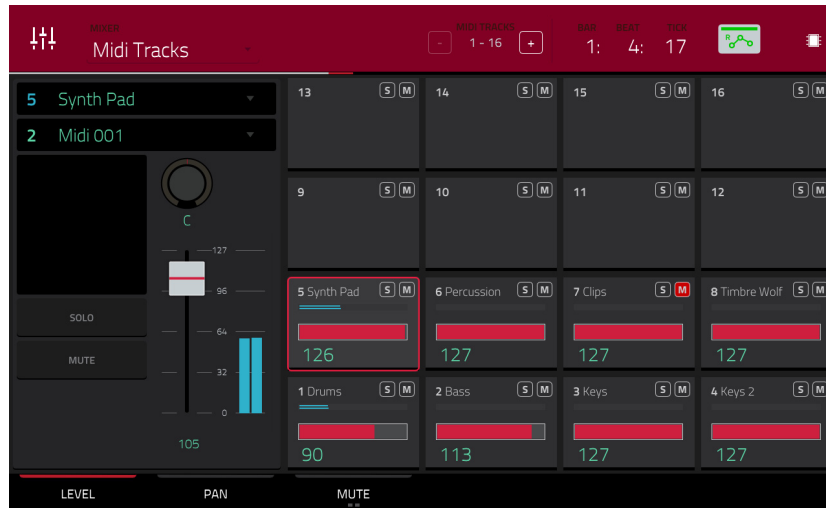 MIXER
Midi Tracks
MIDI TRACKS
- 1 - 16 +
BAR BEAT TICK
1: 4: 17
R
5 Synth Pad
2 Midi 001
C
127
96
64
32
0
105
SOLO
MUTE
13 S M
14 S M
15 S M
16 S M
9 S M
10 S M
11 S M
12 S M
5 Synth Pad S M
126
6 Percussion S M
127
7 Clips S M
127
8 Timbre Wolf S M
127
1 Drums S M
90
2 Bass S M
113
3 Keys S M
127
4 Keys 2 S M
127
LEVEL
PAN
MUTE